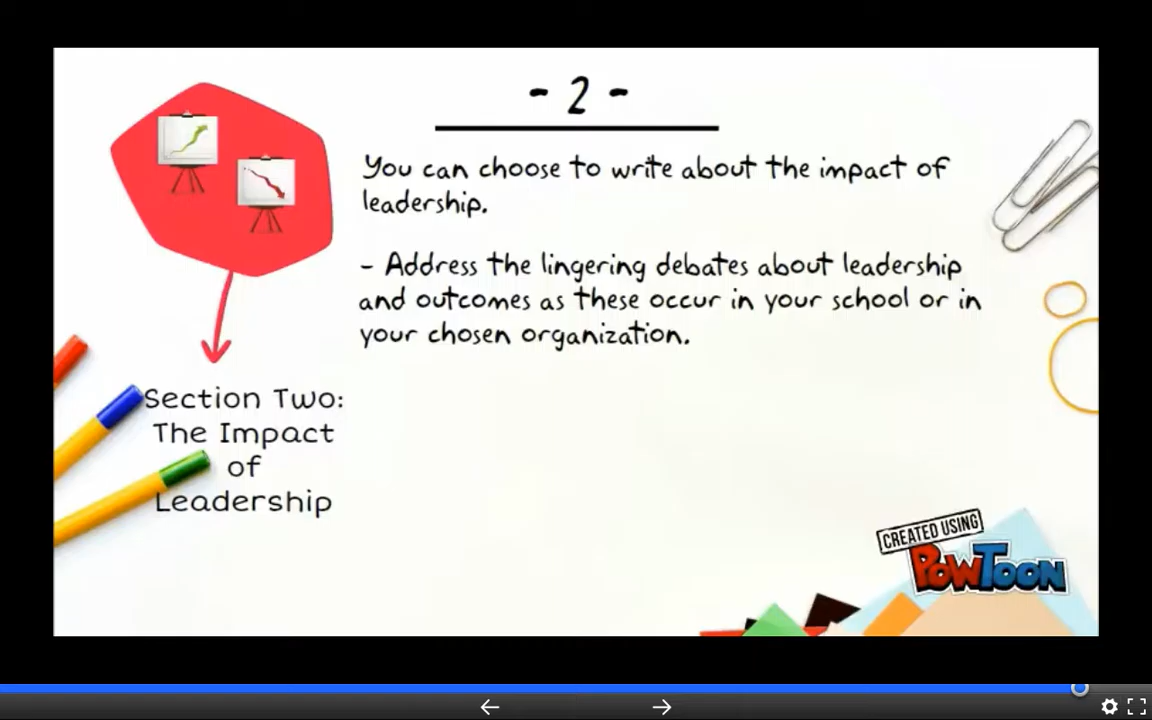 - 2 -
You can choose to write about the impact of
leadership.
- Address the lingering debates about leadership
and outcomes as these occur in your school or in
your chosen organization.
Section Two:
The Impact
of
Leadership
CREATED USING
POWTOON